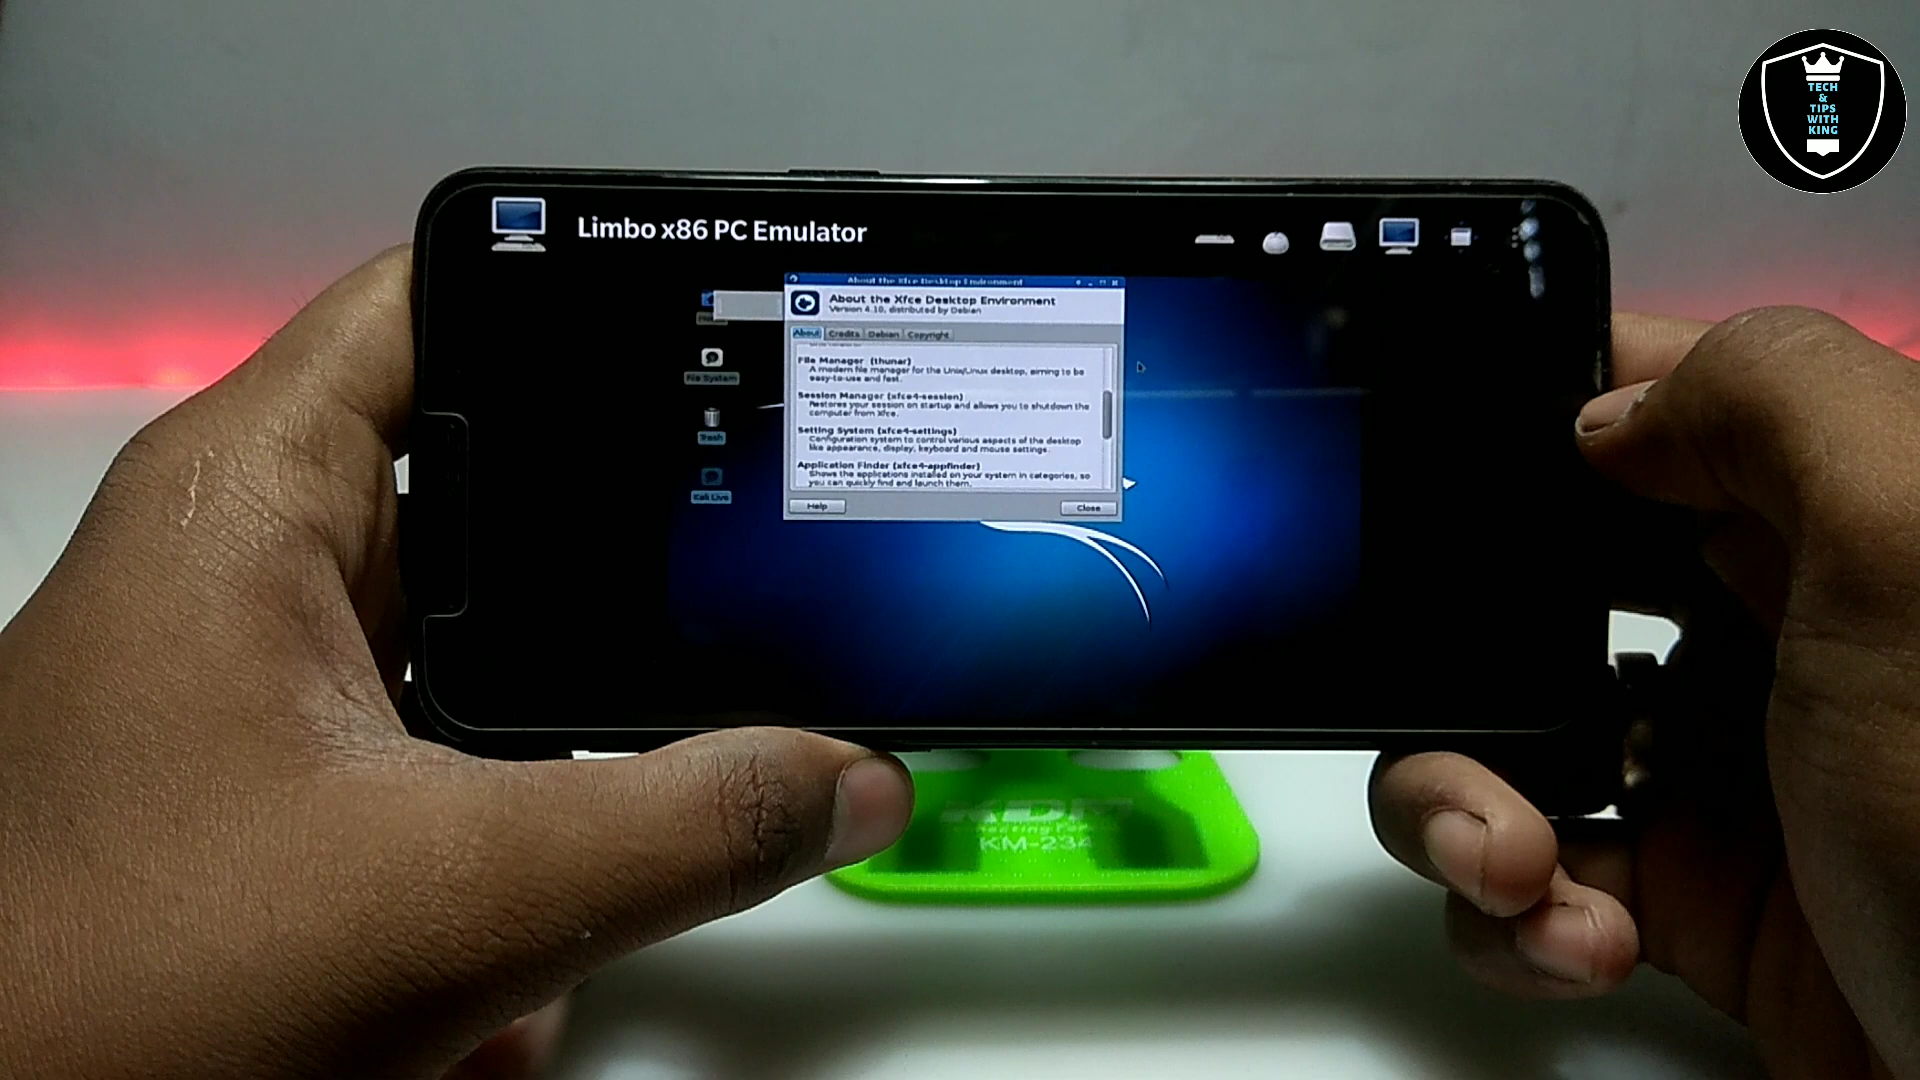 TECH
&
TIPS
WITH
KING
Limbo x86 PC Emulator
About the Xfce Desktop Environment
About the Xfce Desktop Environment
Version 4.10, distributed by Debian
About Credits Debian Copyright
File Manager (thunar)
A modern file manager for the Unix/Linux desktop, aiming to be
easy-to-use and fast.
Session Manager (xfce4-session)
Restores your session on startup and allows you to shutdown the
computer from Xfce.
Setting System (xfce4-settings)
Configuration system to control various aspects of the desktop
like appearance, display, keyboard and mouse settings.
Application Finder (xfce4-appfinder)
Shows the applications installed on your system in categories, so
you can quickly find and launch them.
Help Close
File System
Trash
Kali Live
KDM
KM-234